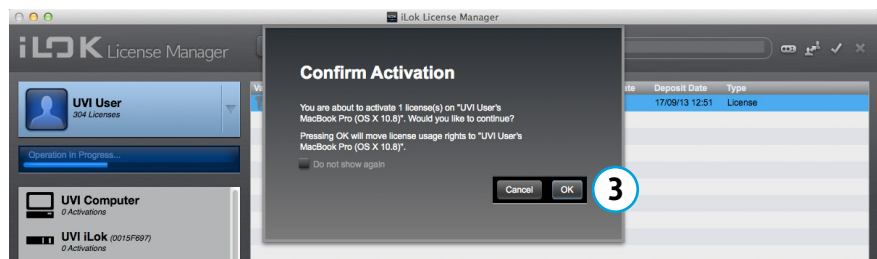 iLok License Manager
iLOK License Manager
Confirm Activation
You are about to activate 1 license(s) on "UVI User's
MacBook Pro (OS X 10.8)". Would you like to continue?
Pressing OK will move license usage rights to "UVI User's
MacBook Pro (OS X 10.8)".
Do not show again
Cancel OK
3
Deposit Date Type
17/09/13 12:51 License
UVI User
304 Licenses
Operation In Progress...
UVI Computer
0 Activations
UVI iLok (0015F697)
0 Activations